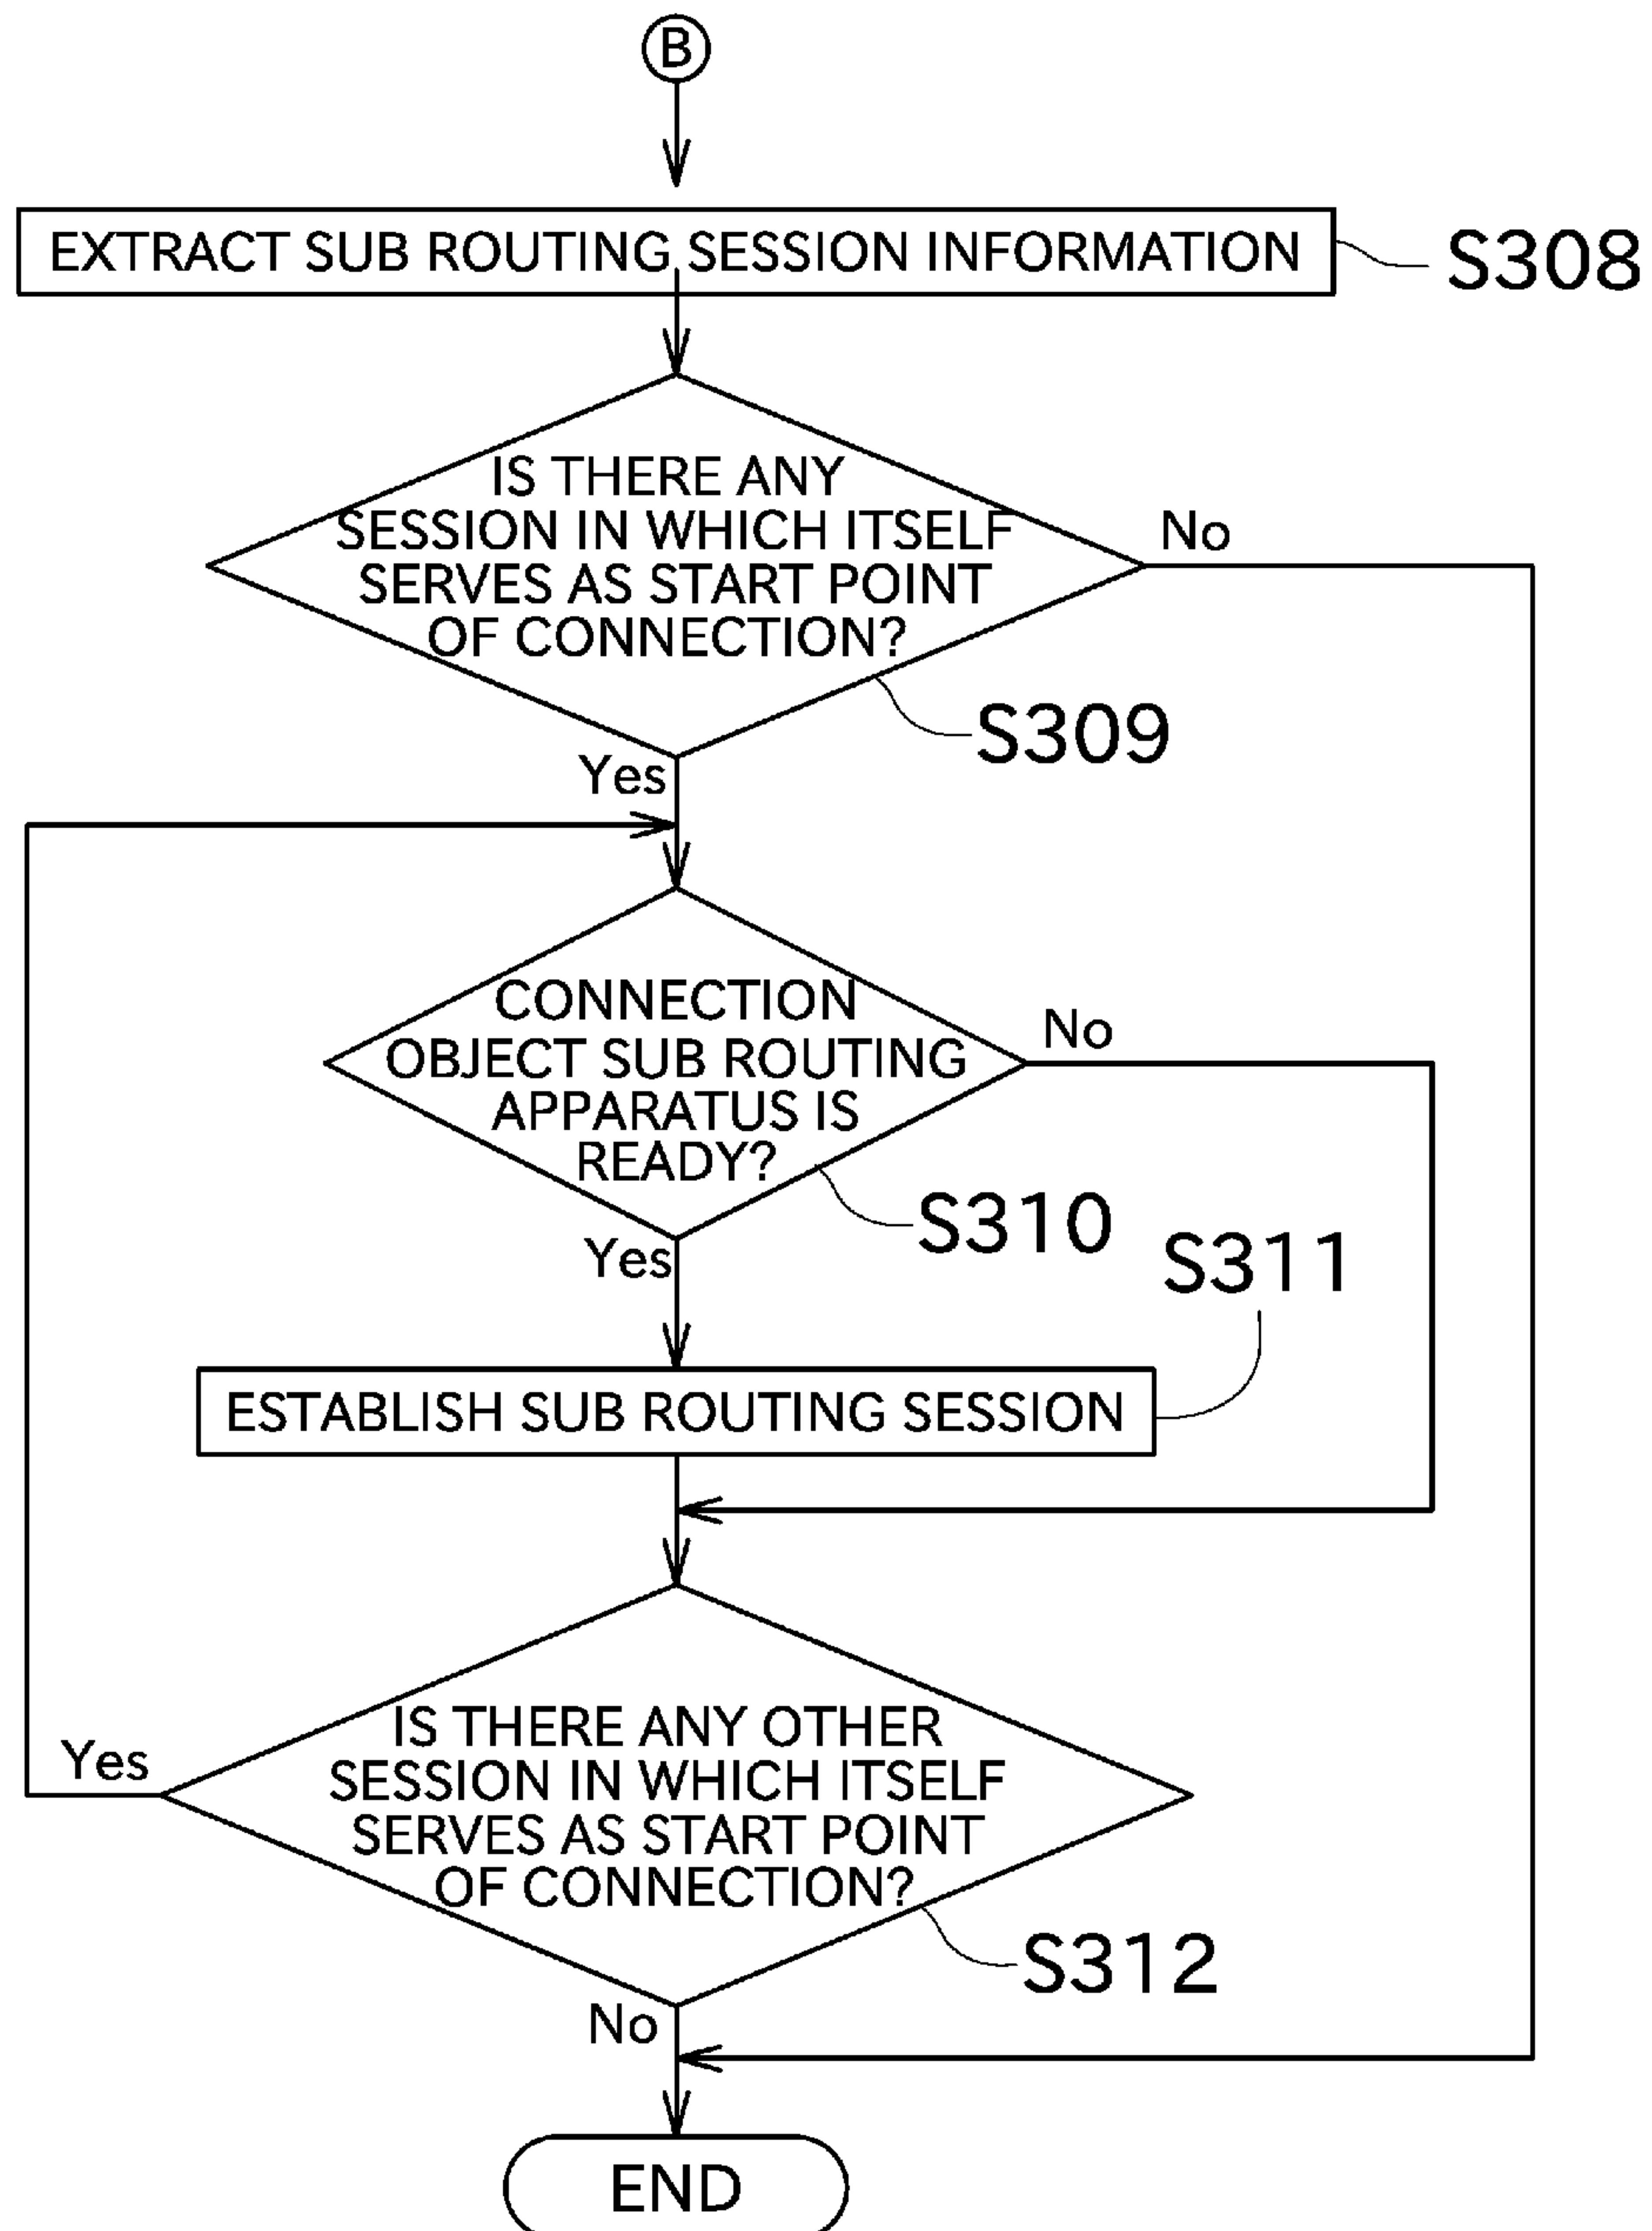 B
EXTRACT SUB ROUTING SESSION INFORMATION
S308
IS THERE ANY
SESSION IN WHICH ITSELF
SERVES AS START POINT
OF CONNECTION?
No
S309
Yes
CONNECTION
OBJECT SUB ROUTING
APPARATUS IS
READY?
No
S310
Yes
S311
ESTABLISH SUB ROUTING SESSION
IS THERE ANY OTHER
SESSION IN WHICH ITSELF
SERVES AS START POINT
OF CONNECTION?
Yes
S312
No
END